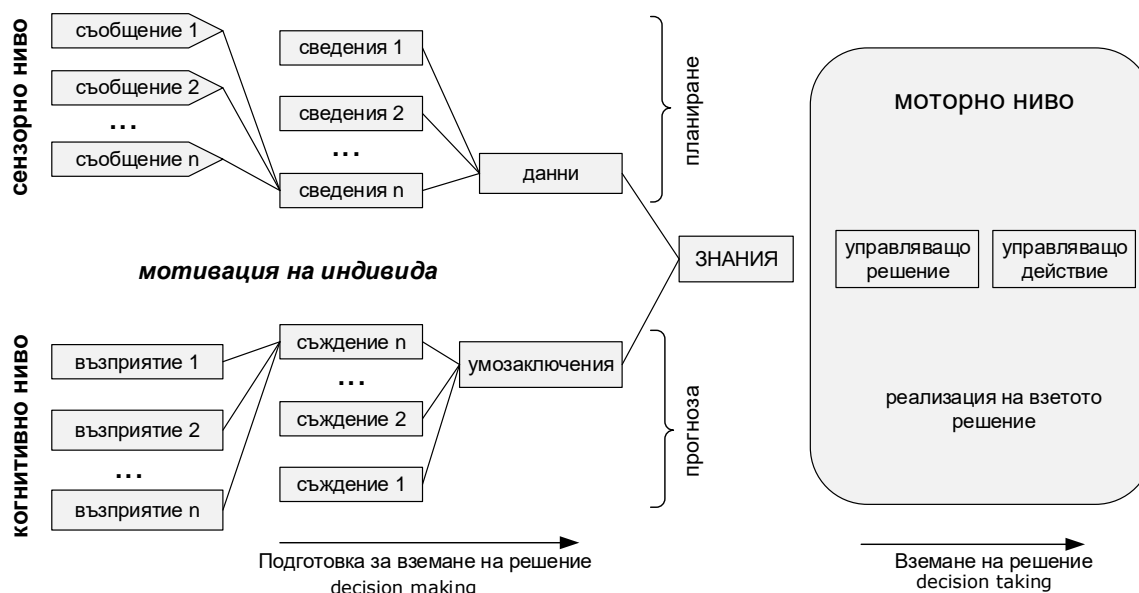 сензорно ниво
съобщение 1
съобщение 2
...
съобщение n
сведения 1
сведения 2
...
сведения n
данни
планиране
мотивация на индивида
ЗНАНИЯ
когнитивно ниво
възприятие 1
възприятие 2
...
възприятие n
съждение n
...
съждение 2
съждение 1
умозаключения
прогноза
моторно ниво
управляващо
решение
управляващо
действие
реализация на взетото
решение
Подготовка за вземане на решение
decision making
Вземане на решение
decision taking